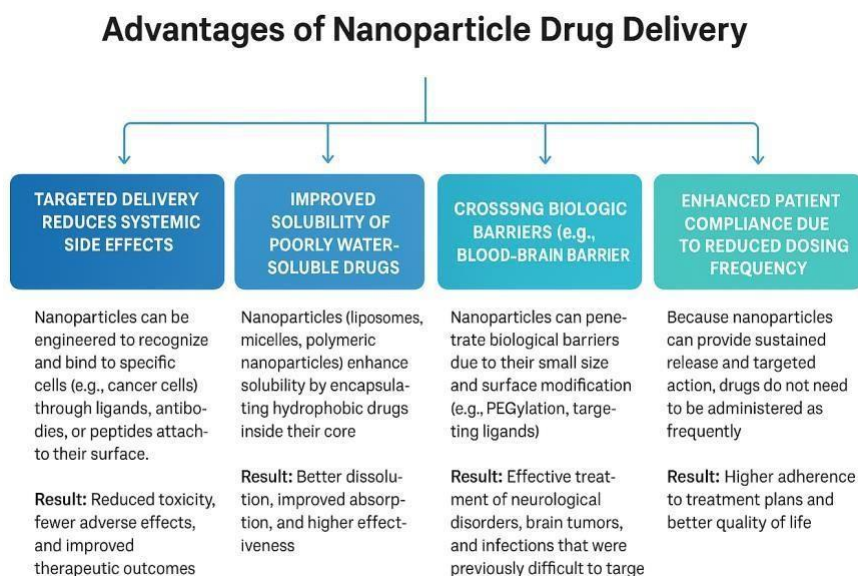 Advantages of Nanoparticle Drug Delivery
TARGETED DELIVERY
REDUCES SYSTEMIC
SIDE EFFECTS
Nanoparticles can be
engineered to recognize
and bind to specific
cells (e.g., cancer cells)
through ligands, antibo-
dies, or peptides attach-
to their surface.
Result: Reduced toxicity,
fewer adverse effects,
and improved
therapeutic outcomes
IMPROVED
SOLUBILITY OF
POORLY WATER-
SOLUBLE DRUGS
Nanoparticles (liposomes,
micelles, polymeric
nanoparticles) enhance
solubility by encapsula-
ting hydrophobic drugs
inside their core
Result: Better dissolu-
tion, improved absorp-
tion, and higher effect-
iveness
CROSS9NG BIOLOGIC
BARRIERS (e.g.,
BLOOD-BRAIN BARRIER
Nanoparticles can pene-
trate biological barriers
due to their small size
and surface modification
(e.g., PEGylation, targe-
ting ligands)
Result: Effective treat-
ment of neurological
disorders, brain tumors,
and infections that were
previously difficult to target
ENHANCED PATIENT
COMPLIANCE DUE
TO REDUCED DOSING
FREQUENCY
Because nanoparticles
can provide sustained
release and targeted
action, drugs do not need
to be administered as
frequently
Result: Higher adherence
to treatment plans and
better quality of life